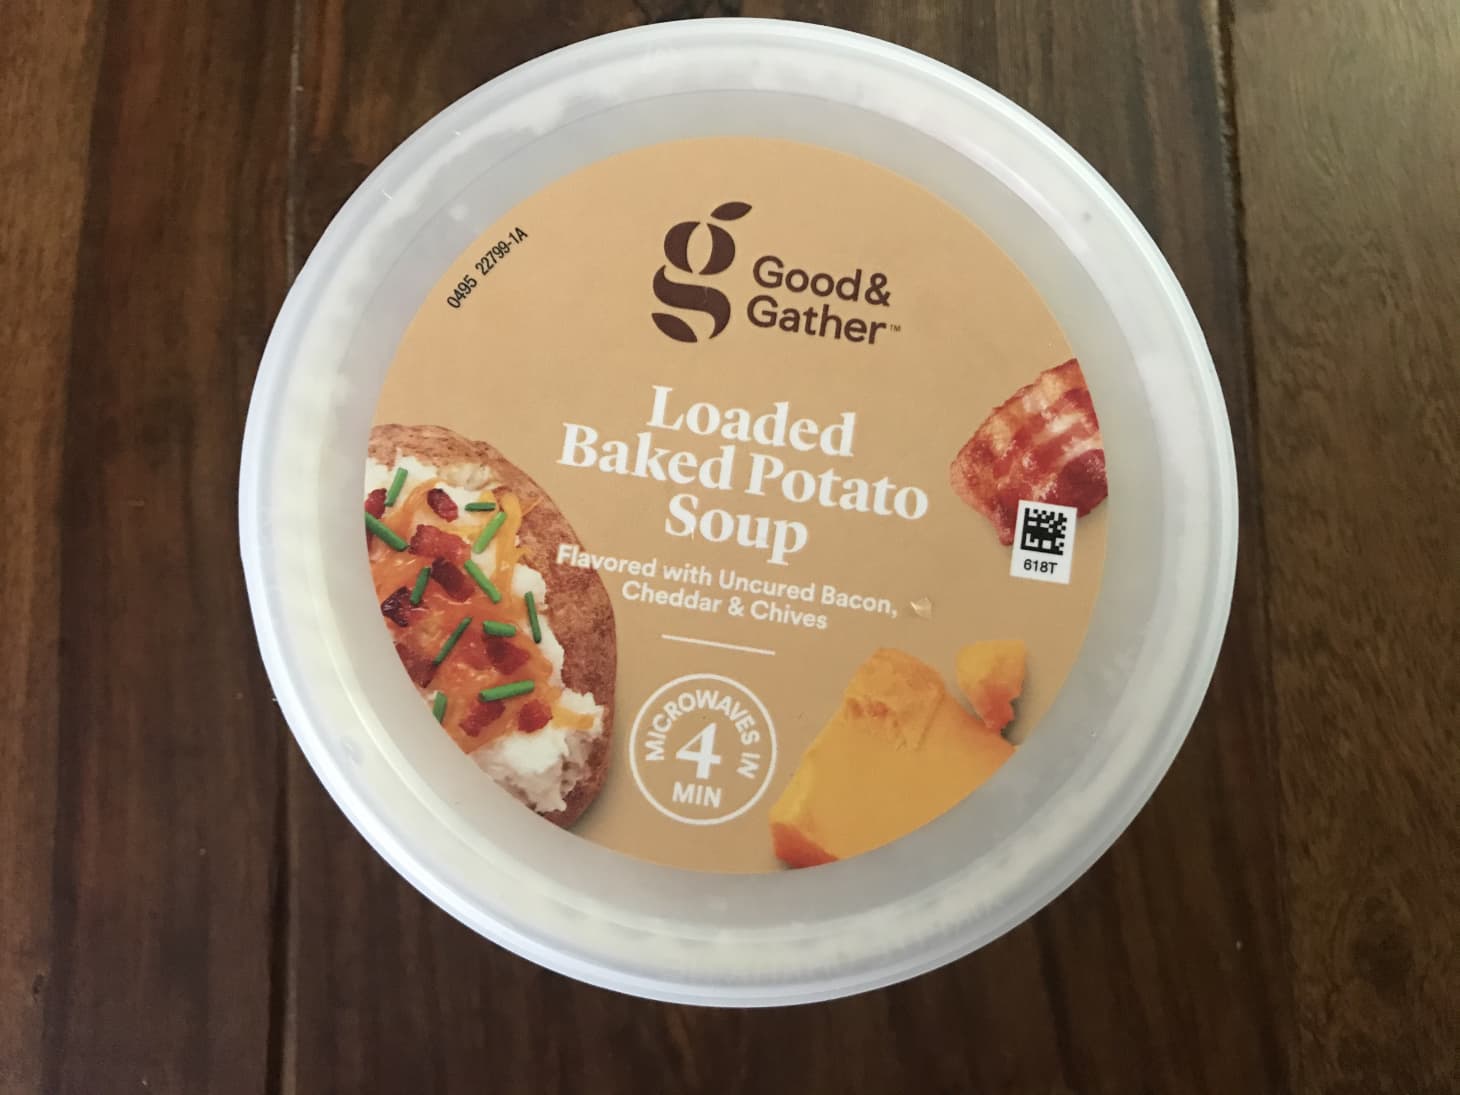 0495 22799-1A
Good&
Gather™
Loaded
Baked Potato
Soup
Flavored with Uncured Bacon,
Cheddar & Chives
618T
MICROWAVES IN
4
MIN